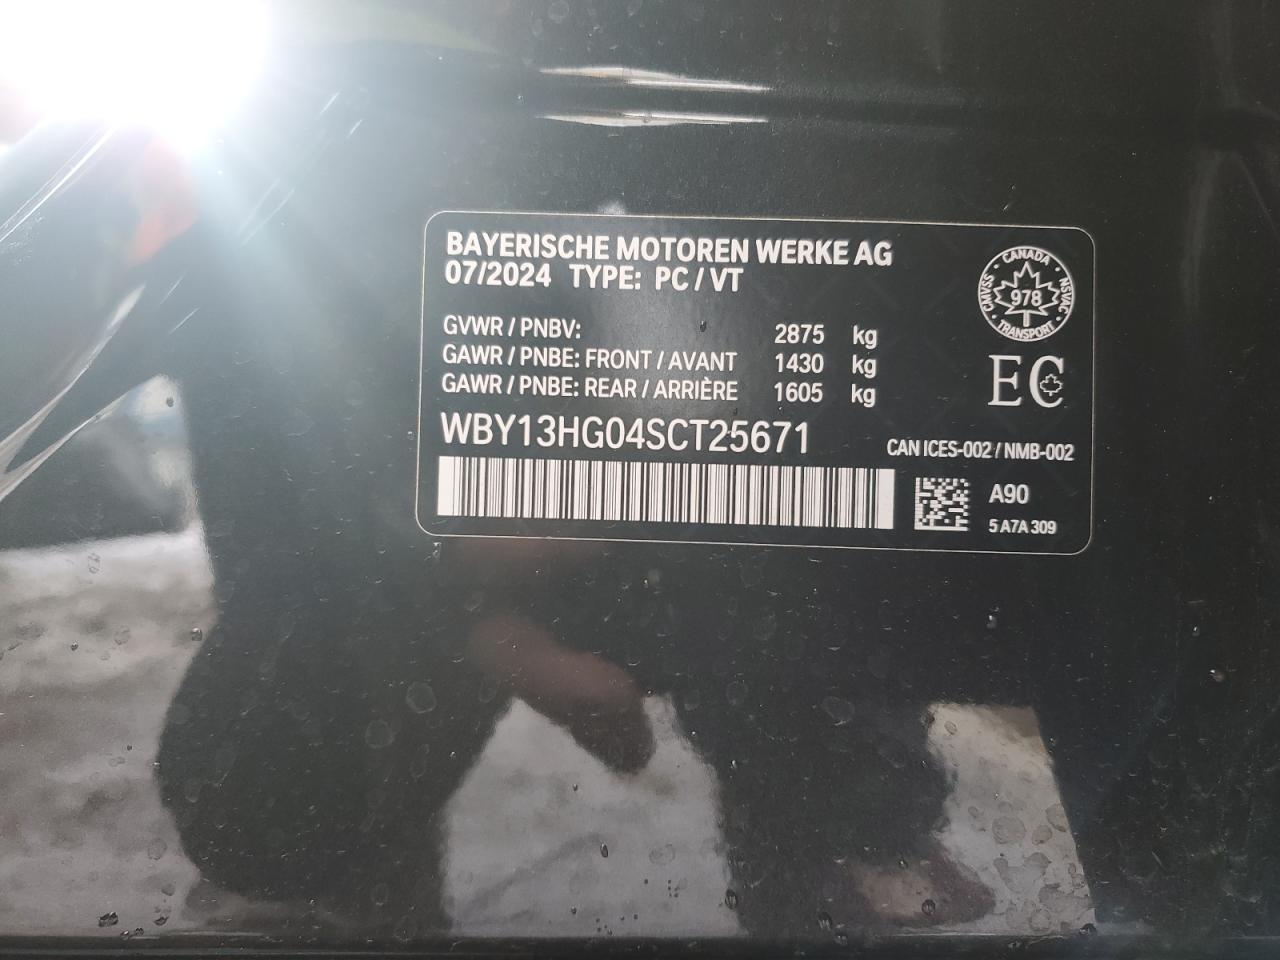 BAYERISCHE MOTOREN WERKE AG
07/2024 TYPE: PC / VT
GVWR / PNBV: 2875 kg
GAWR / PNBE: FRONT / AVANT 1430 kg
GAWR / PNBE: REAR / ARRIÈRE 1605 kg
WBY13HG04SCT25671
CANADA
CMVSS 978 NSVAC
TRANSPORT
EC
CAN ICES-002 / NMB-002
A90
5 A7A 309